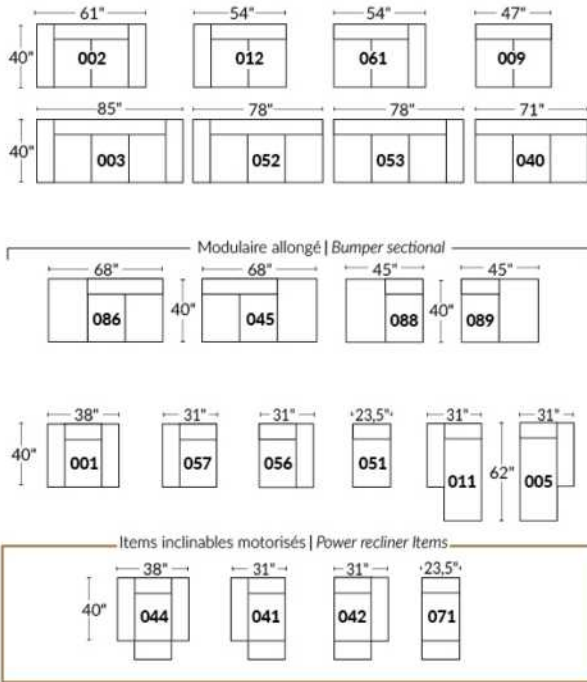 61" 54" 54" 47"
40" 002 012 061 009
85" 78" 78" 71"
40" 003 052 053 040
Modulaire allongé | Bumper sectional
68" 68" 45" 45"
086 40" 045 088 40" 089
38" 31" 31" 23,5" 31" 31"
40" 001 057 056 051 011 62" 005
Items inclinables motorisés | Power recliner Items
38" 31" 31" 23,5"
40" 044 041 042 071